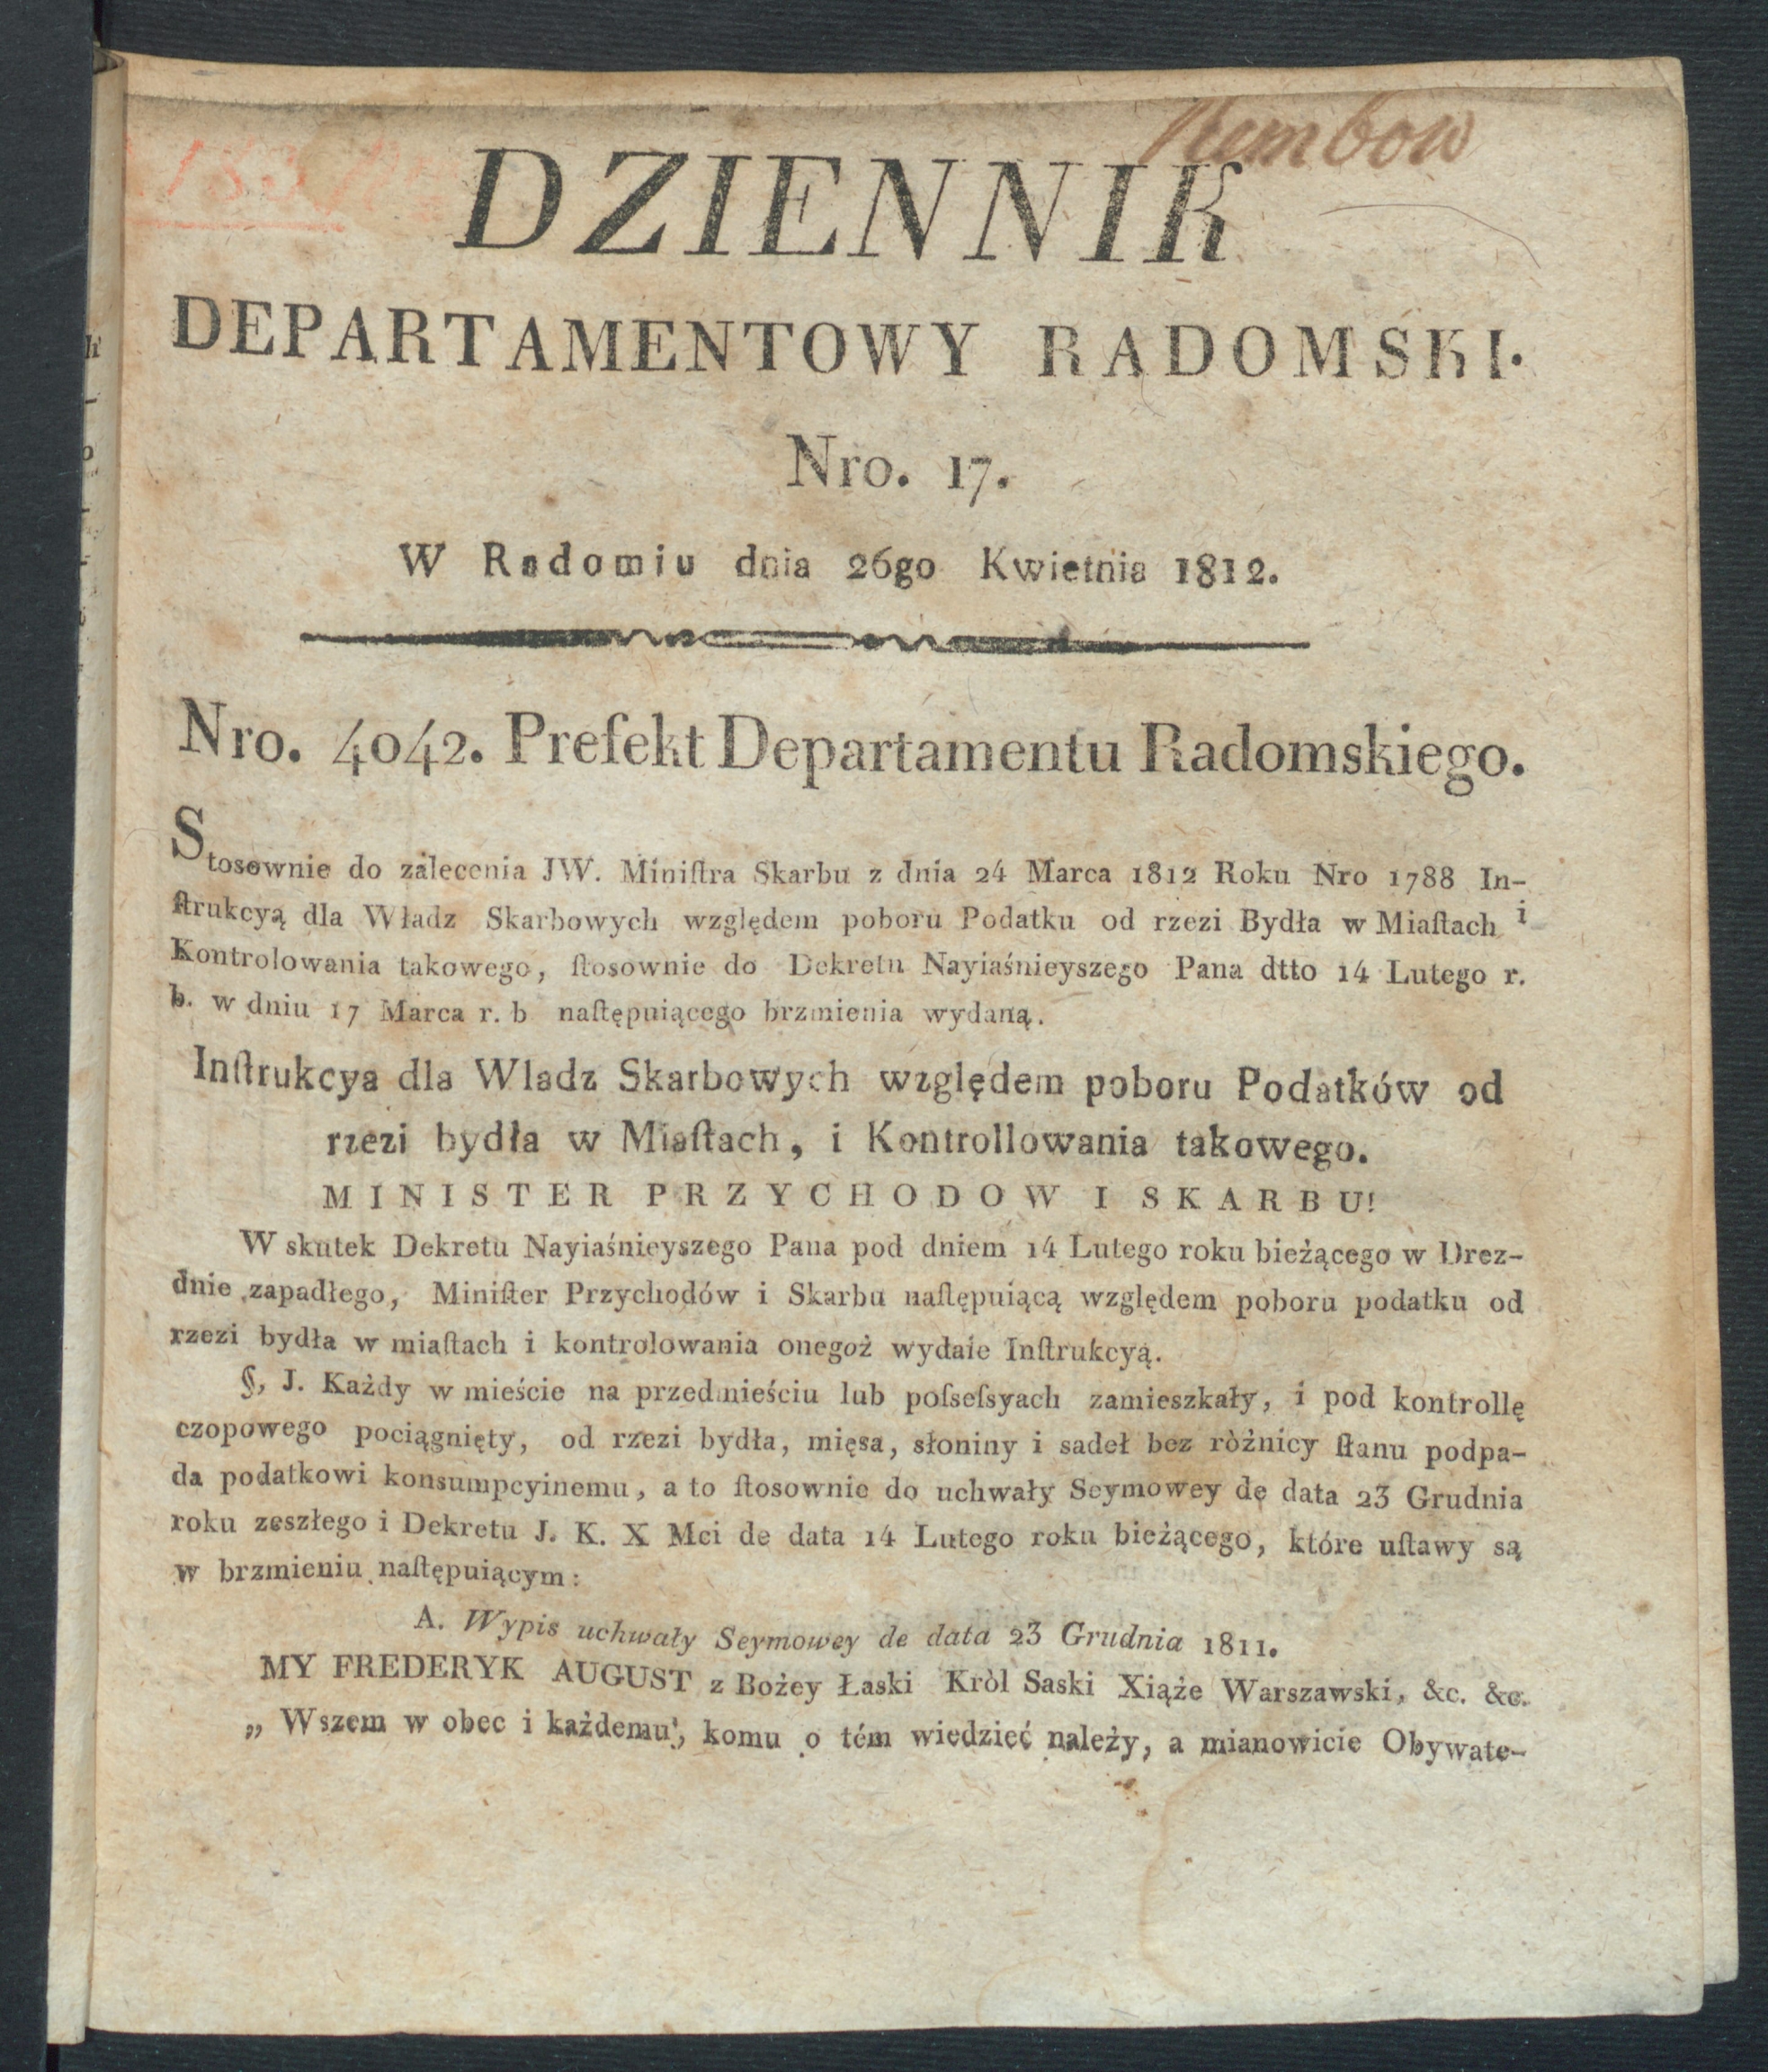 DZIENNIK
DEPARTAMENTOWY RADOMSKI.
Nro. 17.
W Radomiu dnia 26go Kwietnia 1812.
Nro. 4042. Prefekt Departamentu Radomskiego.
Stosownie do zalecenia JW. Miniſtra Skarbu z dnia 24 Marca 1812 Roku Nro 1788 In-
ſtrukcyą dla Władz Skarbowych względem poboru Podatku od rzezi Bydła w Miaſtach i
Kontrolowania takowego, ſtosownie do Dekretu Nayiaśnieyszego Pana dtto 14 Lutego r.
b. w dniu 17 Marca r. b naſtępuiącego brzmienia wydaną.
Inſtrukcya dla Wladz Skarbowych względem poboru Podatków od
rzezi bydła w Miaſtach, i Kontrollowania takowego.
MINISTER PRZYCHODOW I SKARBU!
W skutek Dekretu Nayiaśnieyszego Pana pod dniem 14 Lutego roku bieżącego w Drez-
dnie zapadłego, Miniſter Przychodów i Skarbu naſtępuiącą względem poboru podatku od
rzezi bydła w miaſtach i kontrolowania onegoż wydaie Inſtrukcyą.
§, J. Każdy w mieście na przedmieściu lub poſseſsyach zamieszkały, i pod kontrollę
czopowego pociągnięty, od rzezi bydła, mięsa, słoniny i sadeł bez ròżnicy ſtanu podpa-
da podatkowi konsumpcyinemu, a to ſtosownie do uchwały Seymowey de data 23 Grudnia
roku zeszłego i Dekretu J. K. X Mci de data 14 Lutego roku bieżącego, które uſtawy są
w brzmieniu naſtępuiącym:
A. Wypis uchwały Seymowey de data 23 Grudnia 1811.
MY FREDERYK AUGUST z Bożey Łaski Kròl Saski Xiąże Warszawski, &c. &c.
„ Wszem w obec i każdemu, komu o tém wiedzieć należy, a mianowicie Obywate-